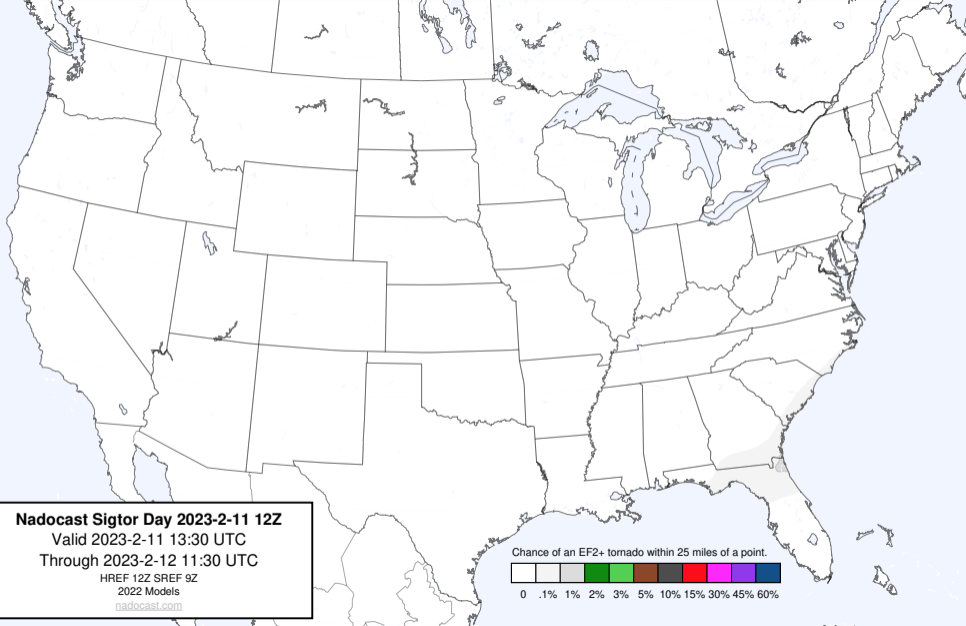 Nadocast Sigtor Day 2023-2-11 12Z
Valid 2023-2-11 13:30 UTC
Through 2023-2-12 11:30 UTC
HREF 12Z SREF 9Z
2022 Models
nadocast.com
Chance of an EF2+ tornado within 25 miles of a point.
0 .1% 1% 2% 3% 5% 10% 15% 30% 45% 60%